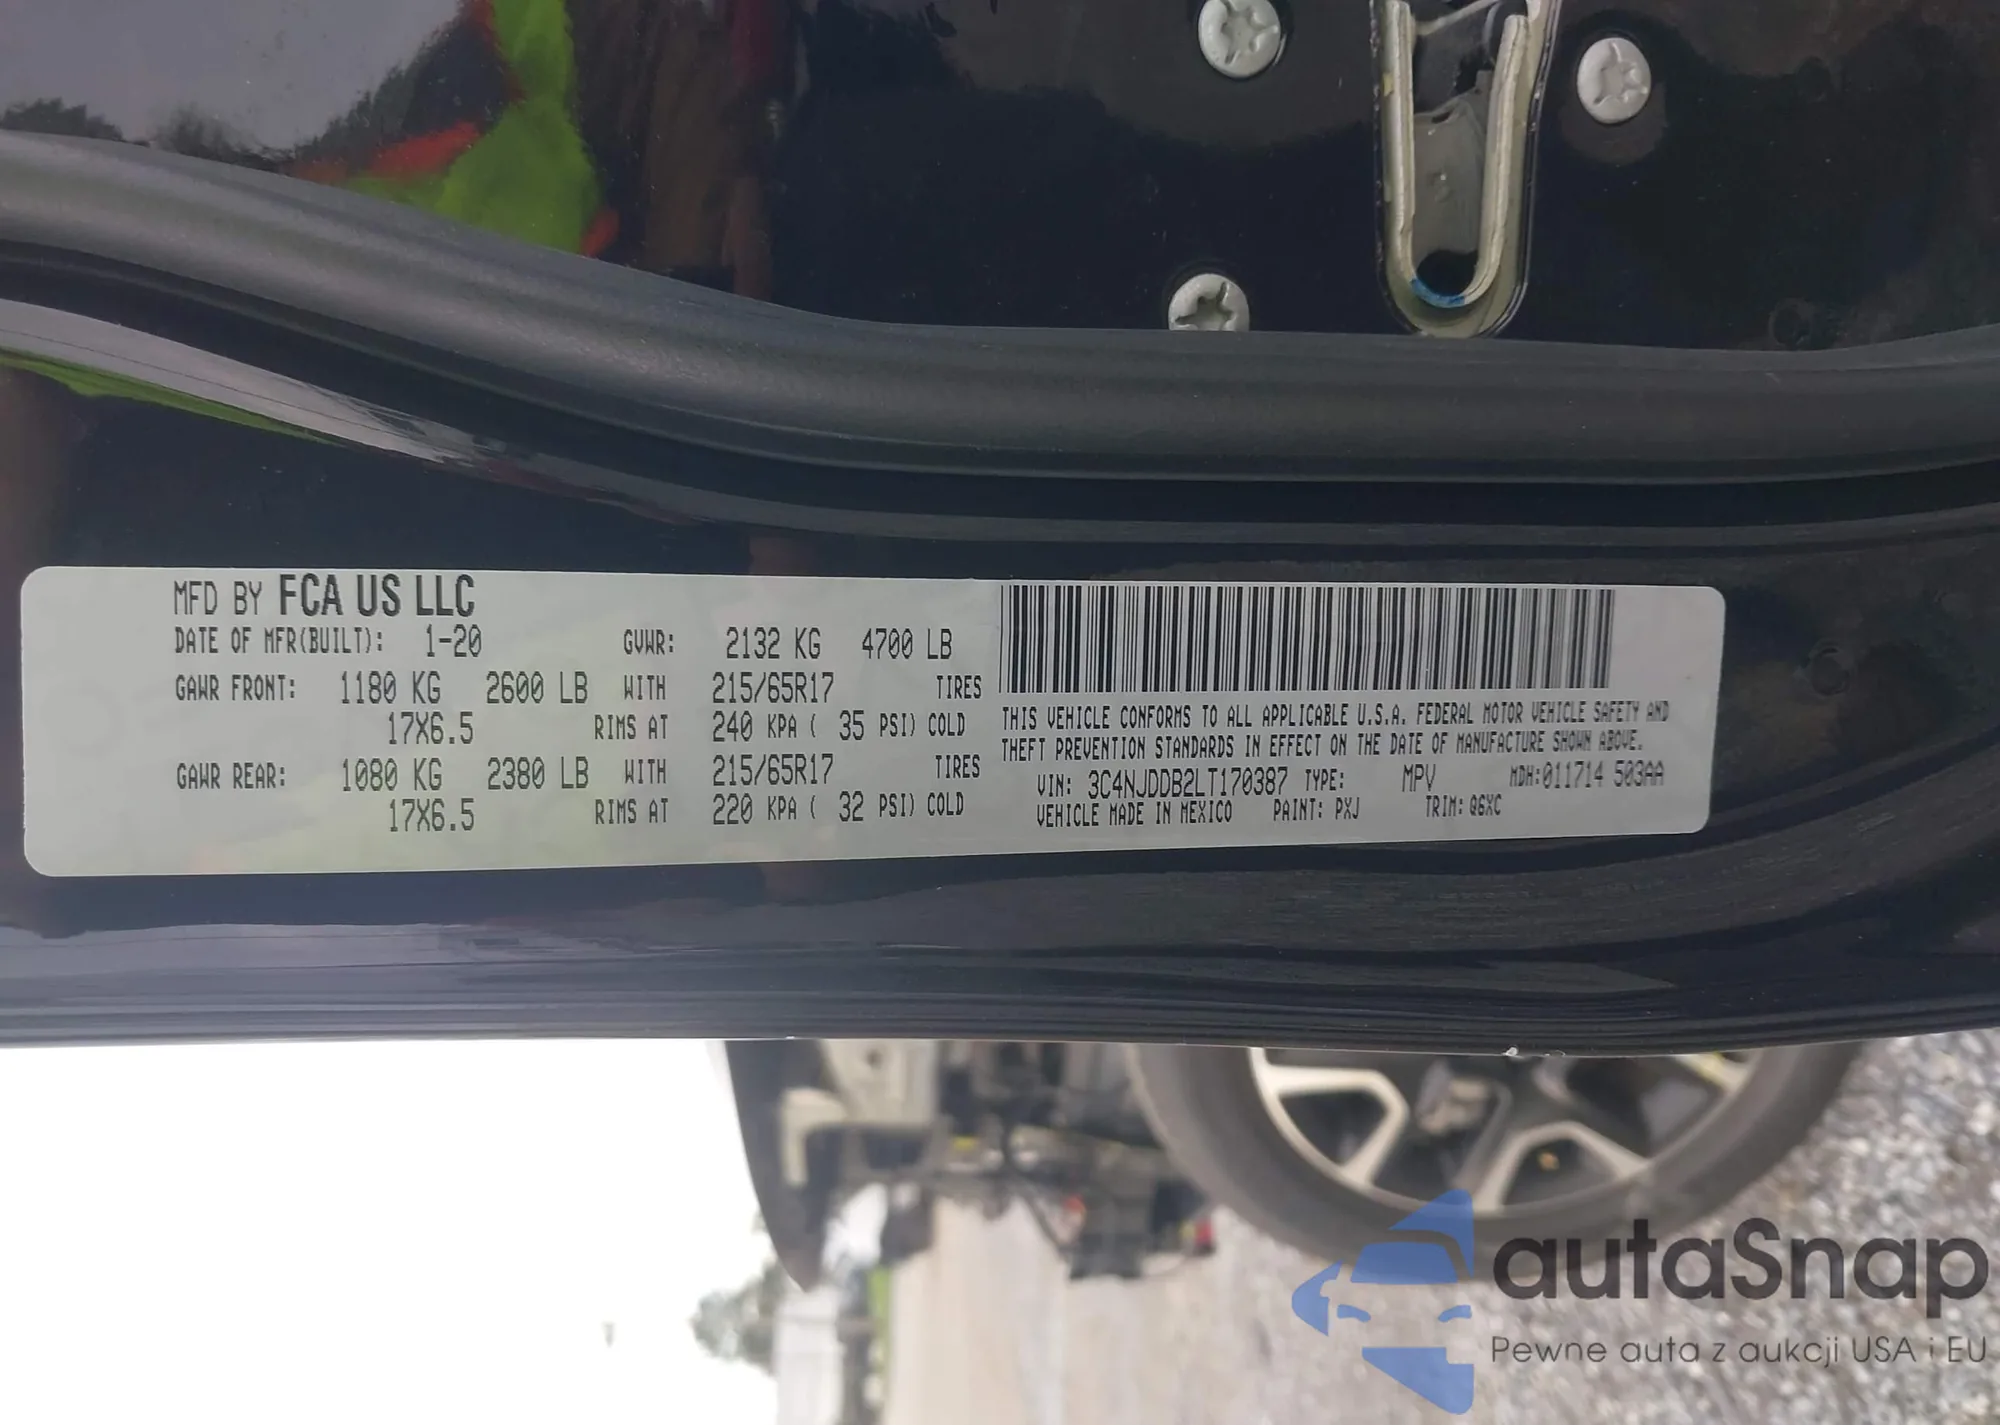 MFD BY FCA US LLC
DATE OF MFR(BUILT): 1-20 GVWR: 2132 KG 4700 LB
GAWR FRONT: 1180 KG 2600 LB WITH 215/65R17 TIRES
17X6.5 RIMS AT 240 KPA ( 35 PSI) COLD
GAWR REAR: 1080 KG 2380 LB WITH 215/65R17 TIRES
17X6.5 RIMS AT 220 KPA ( 32 PSI) COLD
THIS VEHICLE CONFORMS TO ALL APPLICABLE U.S.A. FEDERAL MOTOR VEHICLE SAFETY AND
THEFT PREVENTION STANDARDS IN EFFECT ON THE DATE OF MANUFACTURE SHOWN ABOVE.
VIN: 3C4NJDDB2LT170387 TYPE: MPV MDH:011714 503AA
VEHICLE MADE IN MEXICO PAINT: PXJ TRIM: Q6XC
autaSnap
Pewne auta z aukcji USA i EU